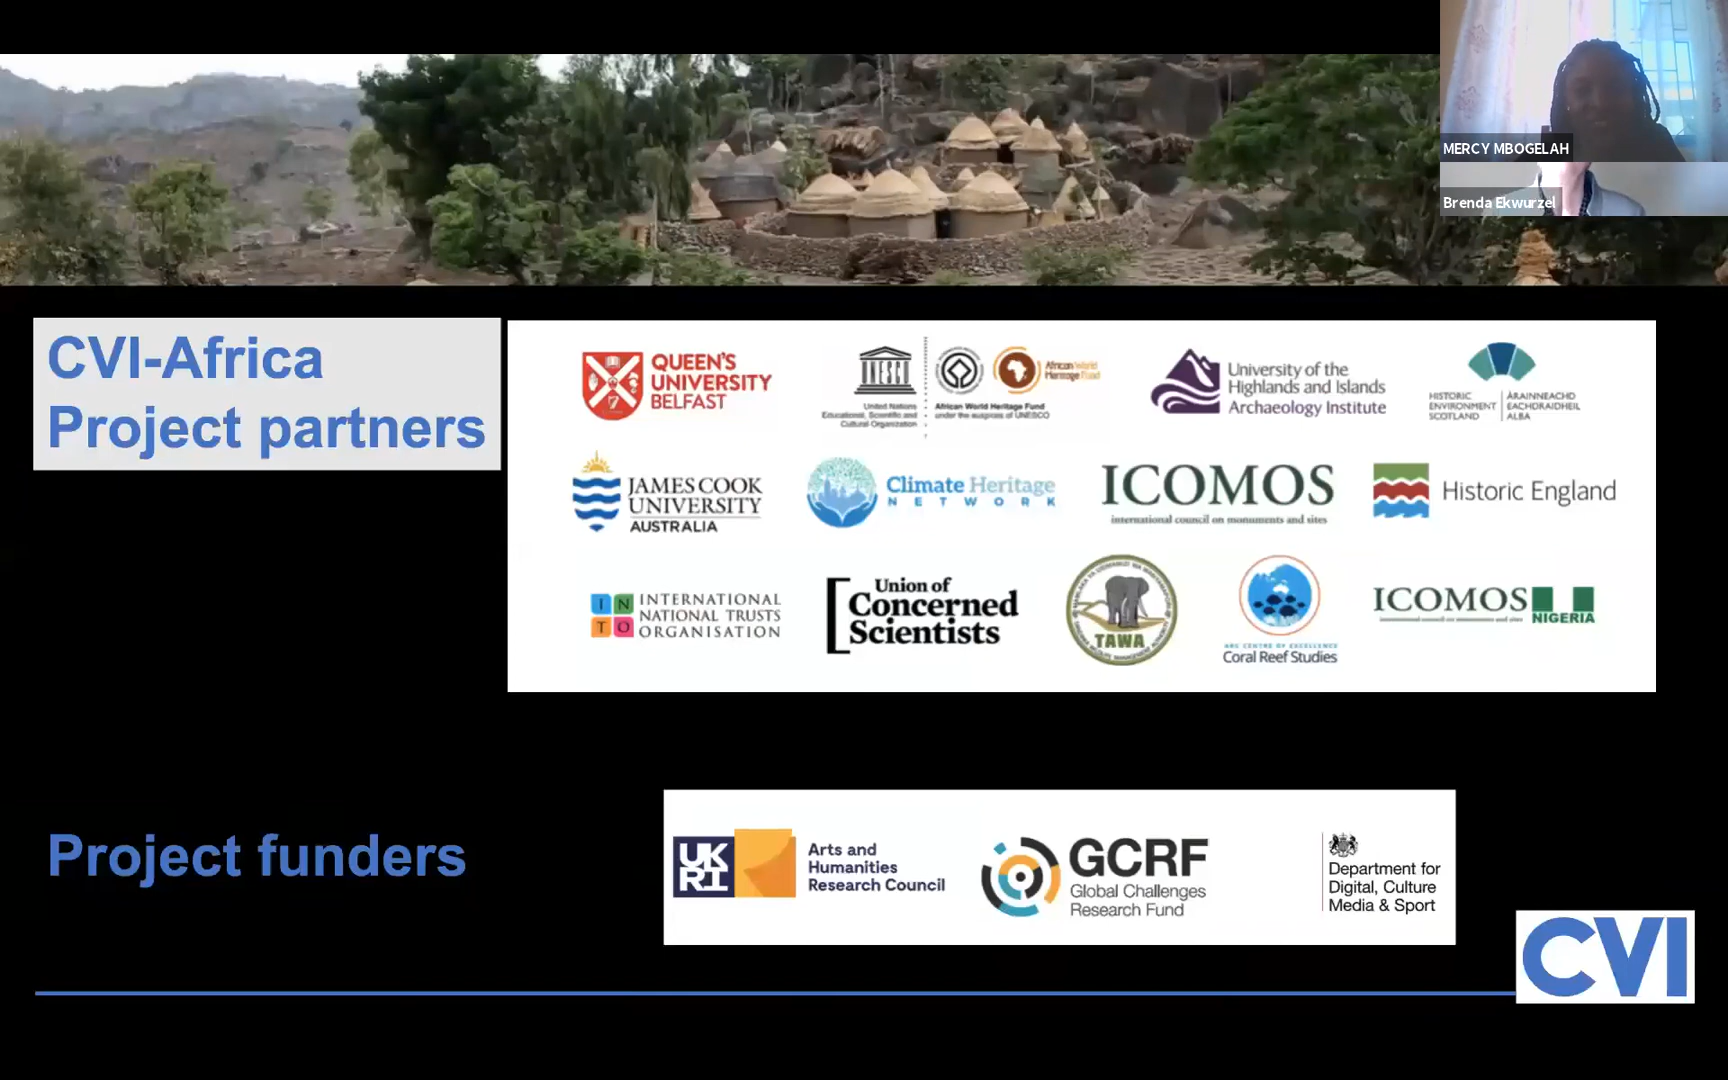 MERCY MBOGELAH
Brenda Ekwurzel
CVI-Africa
Project partners
QUEEN'S
UNIVERSITY
BELFAST
UNESCO
United Nations
Educational, Scientific and
Cultural Organization
African World
Heritage Fund
African World Heritage Fund
under the auspices of UNESCO
University of the
Highlands and Islands
Archaeology Institute
HISTORIC
ENVIRONMENT
SCOTLAND
ÀRAINNEACHD
EACHDRAIDHEIL
ALBA
JAMES COOK
UNIVERSITY
AUSTRALIA
Climate Heritage
NETWORK
ICOMOS
international council on monuments and sites
Historic England
IN
TO
INTERNATIONAL
NATIONAL TRUSTS
ORGANISATION
Union of
Concerned
Scientists
TAWA
ARC CENTRE OF EXCELLENCE
Coral Reef Studies
ICOMOS
international council on monuments and sites
NIGERIA
Project funders
UK
RI
Arts and
Humanities
Research Council
GCRF
Global Challenges
Research Fund
Department for
Digital, Culture
Media & Sport
CVI